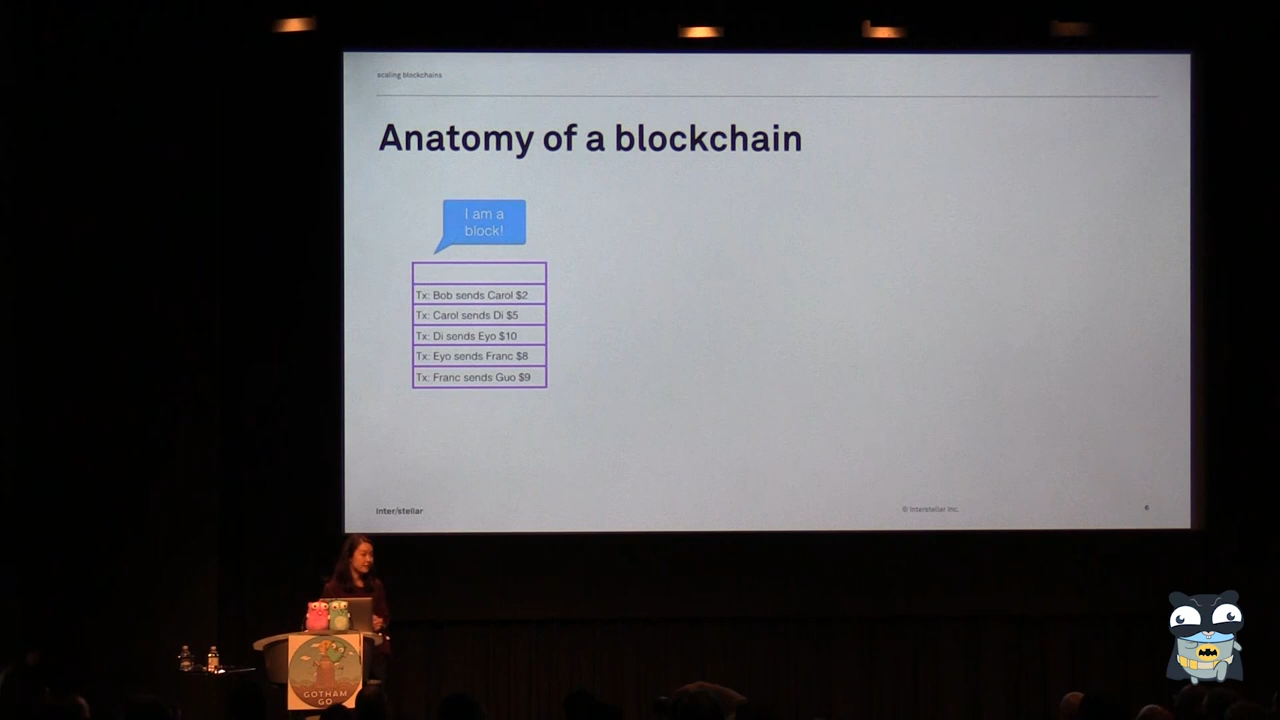 scaling blockchains
Anatomy of a blockchain
I am a
block!
Tx: Bob sends Carol $2
Tx: Carol sends Di $5
Tx: Di sends Eyo $10
Tx: Eyo sends Franc $8
Tx: Franc sends Guo $9
inter/stellar
© Interstellar Inc.
6
GOTHAM
GO